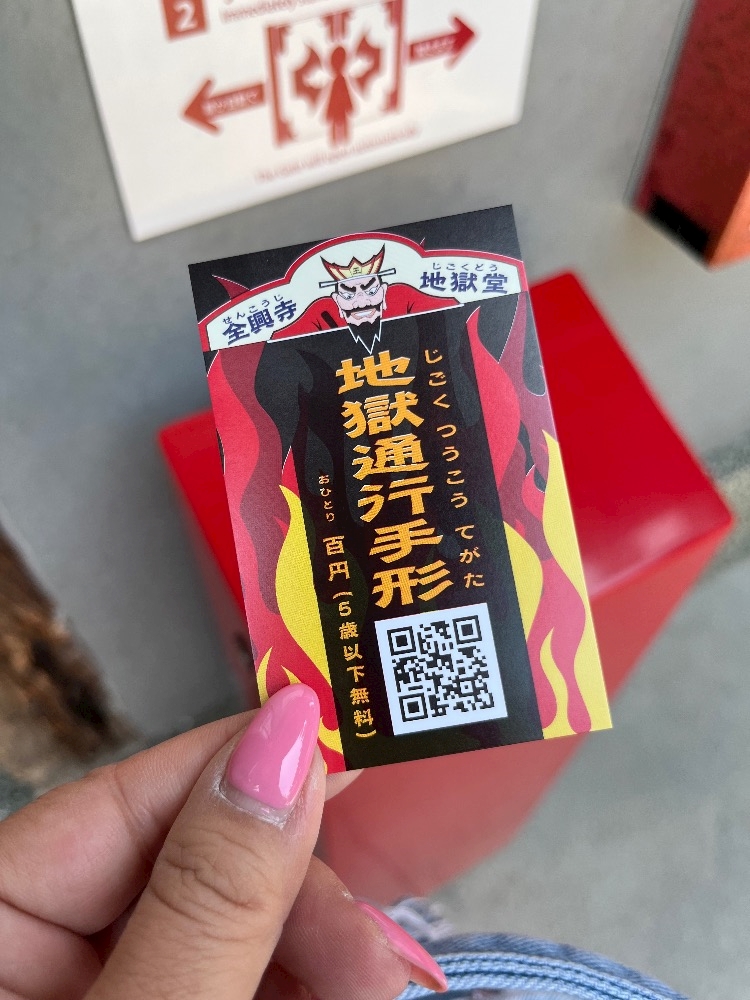 2
せんこうじ
全興寺
王
じごくどう
地獄堂
じごく つうこう てがた
地獄通行手形
おひとり 百円(5歳以下無料)